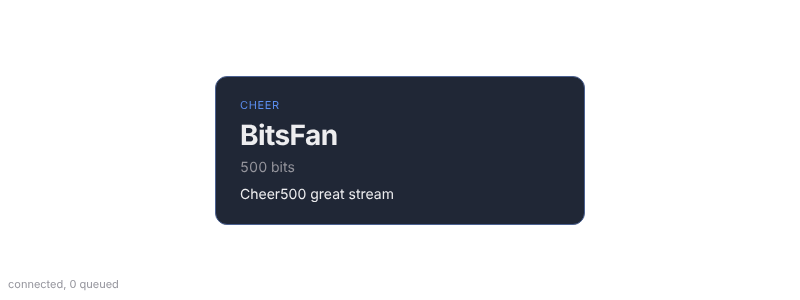 CHEER
BitsFan
500 bits
Cheer500 great stream
connected, 0 queued